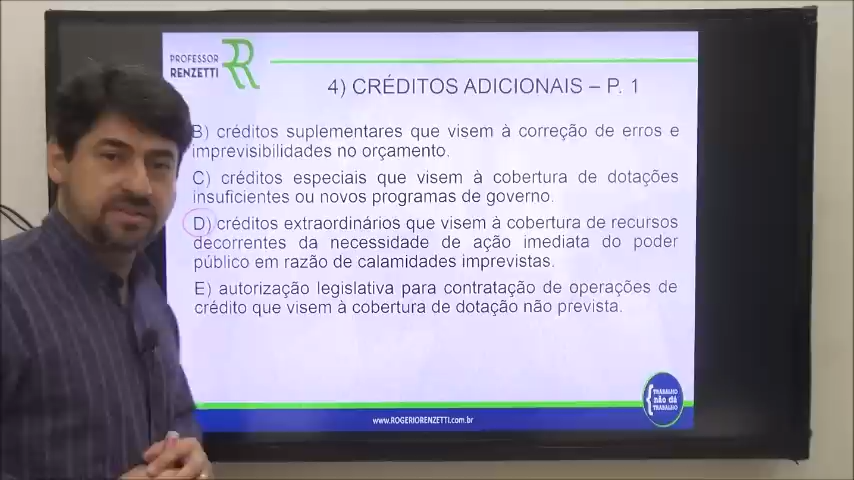 PROFESSOR
RENZETTI
4) CRÉDITOS ADICIONAIS – P. 1
B) créditos suplementares que visem à correção de erros e
imprevisibilidades no orçamento.
C) créditos especiais que visem à cobertura de dotações
insuficientes ou novos programas de governo.
D) créditos extraordinários que visem à cobertura de recursos
decorrentes da necessidade de ação imediata do poder
público em razão de calamidades imprevistas.
E) autorização legislativa para contratação de operações de
crédito que visem à cobertura de dotação não prevista.
TRABALHO
não dá
TRABALHO
www.ROGERIORENZETTI.com.br